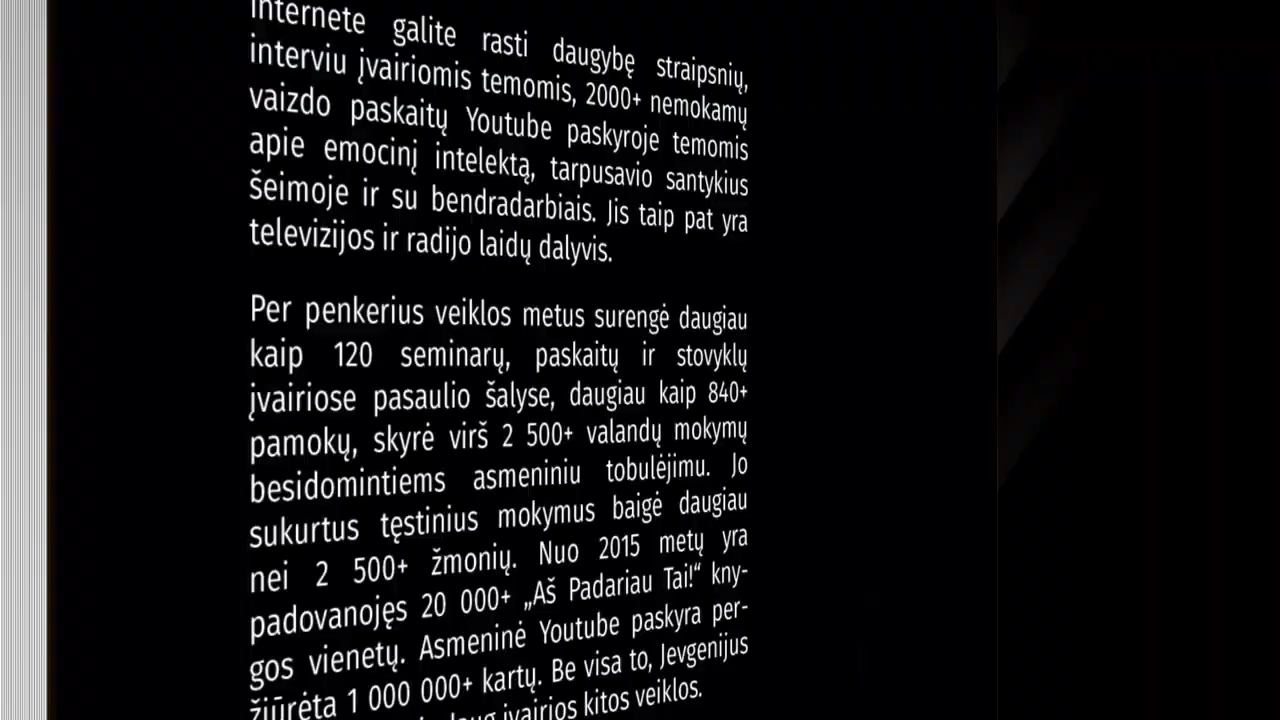 internete galite rasti daugybę straipsnių,
interviu įvairiomis temomis, 2000+ nemokamų
vaizdo paskaitų Youtube paskyroje temomis
apie emocinį intelektą, tarpusavio santykius
šeimoje ir su bendradarbiais. Jis taip pat yra
televizijos ir radijo laidų dalyvis.
Per penkerius veiklos metus surengė daugiau
kaip 120 seminarų, paskaitų ir stovyklų
įvairiose pasaulio šalyse, daugiau kaip 840+
pamokų, skyrė virš 2 500+ valandų mokymų
besidomintiems asmeniniu tobulėjimu. Jo
sukurtus tęstinius mokymus baigė daugiau
nei 2 500+ žmonių. Nuo 2015 metų yra
padovanojęs 20 000+ „Aš Padariau Tai!“ kny-
gos vienetų. Asmeninė Youtube paskyra per-
žiūrėta 1 000 000+ kartų. Be visa to, Jevgenijus
daug įvairios kitos veiklos.